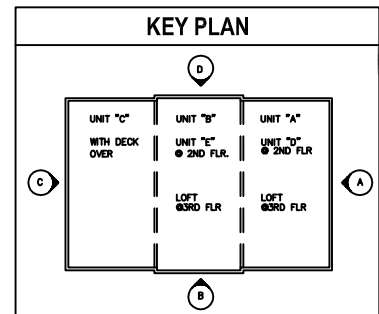 KEY PLAN
D
UNIT "C"
WITH DECK
OVER
UNIT "B"
UNIT "E"
@ 2ND FLR.
LOFT
@3RD FLR
UNIT "A"
UNIT "D"
@ 2ND FLR
LOFT
@3RD FLR
C
A
B